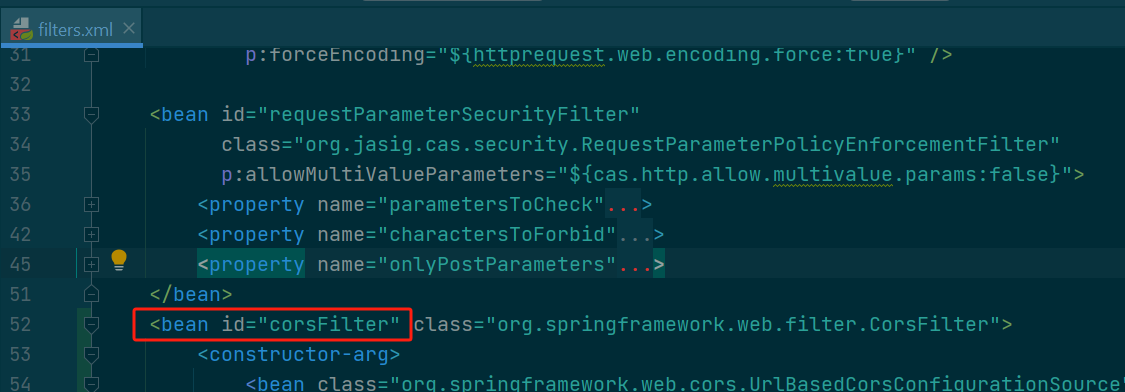 filters.xml
31 p:forceEncoding="${httprequest.web.encoding.force:true}" />
32
33 <bean id="requestParameterSecurityFilter"
34 class="org.jasig.cas.security.RequestParameterPolicyEnforcementFilter"
35 p:allowMultiValueParameters="${cas.http.allow.multivalue.params:false}">
36 <property name="parametersToCheck"...>
42 <property name="charactersToForbid"...>
45 <property name="onlyPostParameters"...>
51 </bean>
52 <bean id="corsFilter" class="org.springframework.web.filter.CorsFilter">
53 <constructor-arg>
54 <bean class="org.springframework.web.cors.UrlBasedCorsConfigurationSource"